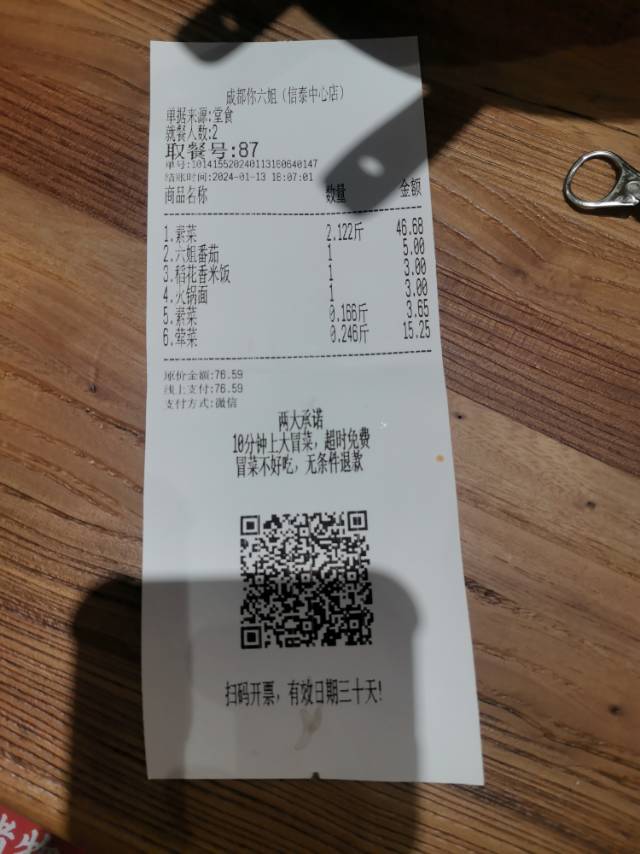 成都你六姐（信泰中心店）
单据来源:堂食
就餐人数:2
取餐号:87
单号:10141552024011316064​0147
结账时间:2024-01-13 16:07:01
商品名称 数量 金额
1.素菜 2.122斤 46.68
2.六姐番茄 1 5.00
3.稻花香米饭 1 3.00
4.火锅面 1 3.00
5.素菜 0.166斤 3.65
6.荤菜 0.246斤 15.25
原价金额:76.59
线上支付:76.59
支付方式:微信
两大承诺
10分钟上大冒菜，超时免费
冒菜不好吃，无条件退款
扫码开票，有效日期三十天!